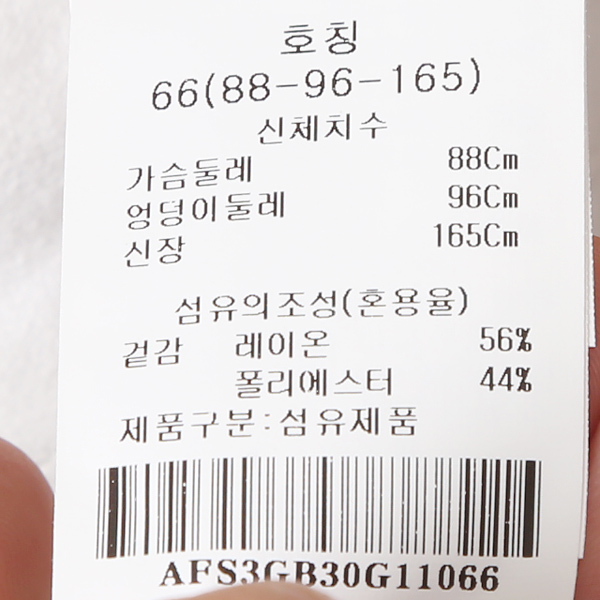 호칭
66(88-96-165)
신체치수
가슴둘레 88Cm
엉덩이둘레 96Cm
신장 165Cm
섬유의조성(혼용율)
겉감 레이온 56%
폴리에스터 44%
제품구분:섬유제품
AFS3GB30G11066